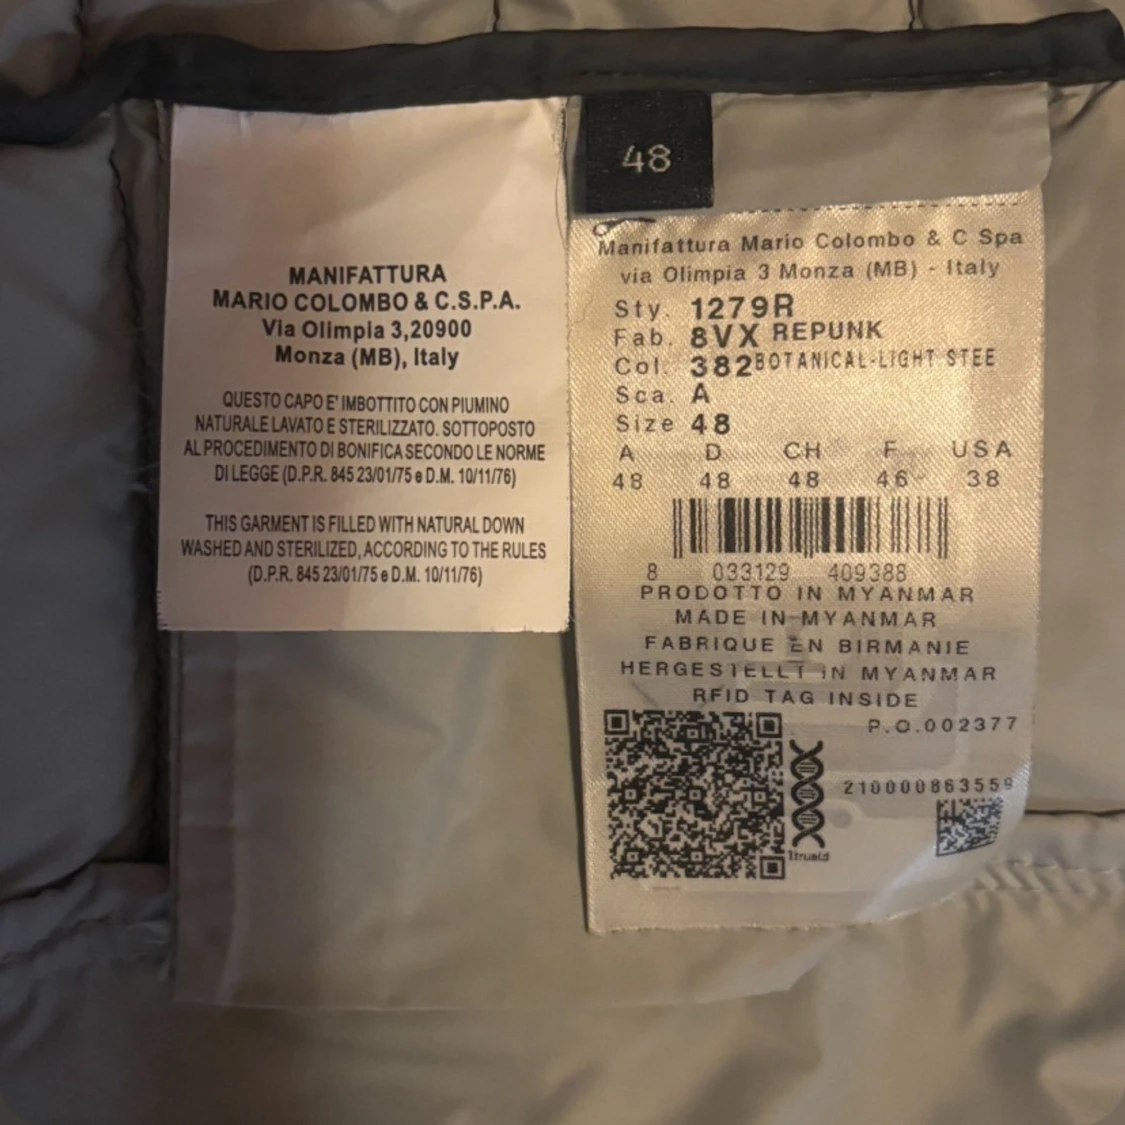 MANIFATTURA
MARIO COLOMBO & C.S.P.A.
Via Olimpia 3,20900
Monza (MB), Italy
QUESTO CAPO E' IMBOTTITO CON PIUMINO
NATURALE LAVATO E STERILIZZATO. SOTTOPOSTO
AL PROCEDIMENTO DI BONIFICA SECONDO LE NORME
DI LEGGE (D.P.R. 845 23/01/75 e D.M. 10/11/76)
THIS GARMENT IS FILLED WITH NATURAL DOWN
WASHED AND STERILIZED, ACCORDING TO THE RULES
(D.P.R. 845 23/01/75 e D.M. 10/11/76)
48
Manifattura Mario Colombo & C Spa
via Olimpia 3 Monza (MB) - Italy
Sty. 1279R
Fab. 8VX REPUNK
Col. 382 BOTANICAL-LIGHT STEE
Sca. A
Size 48
A D CH F USA
48 48 48 46 38
8 033129 409388
PRODOTTO IN MYANMAR
MADE IN MYANMAR
FABRIQUE EN BIRMANIE
HERGESTELLT IN MYANMAR
RFID TAG INSIDE
P.O.002377
210000863559
1trueid